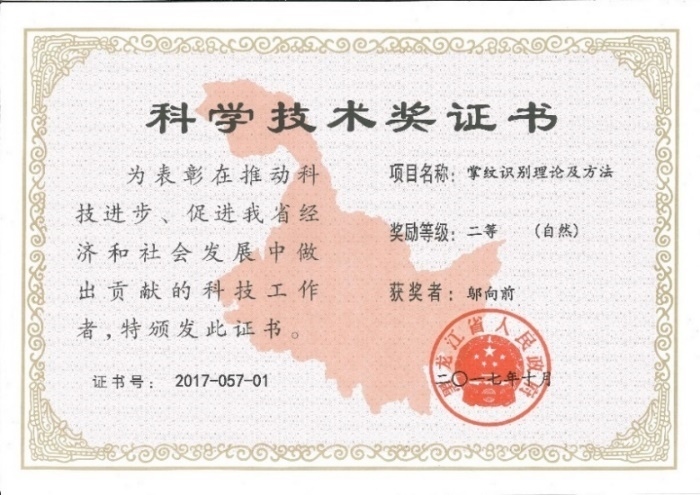 科学技术奖证书
为表彰在推动科
技进步、促进我省经
济和社会发展中做
出贡献的科技工作
者,特颁发此证书。
证书号：2017-057-01
项目名称：掌纹识别理论及方法
奖励等级：二等 （自然）
获奖者：邬向前
黑龙江省人民政府
二〇一七年十月